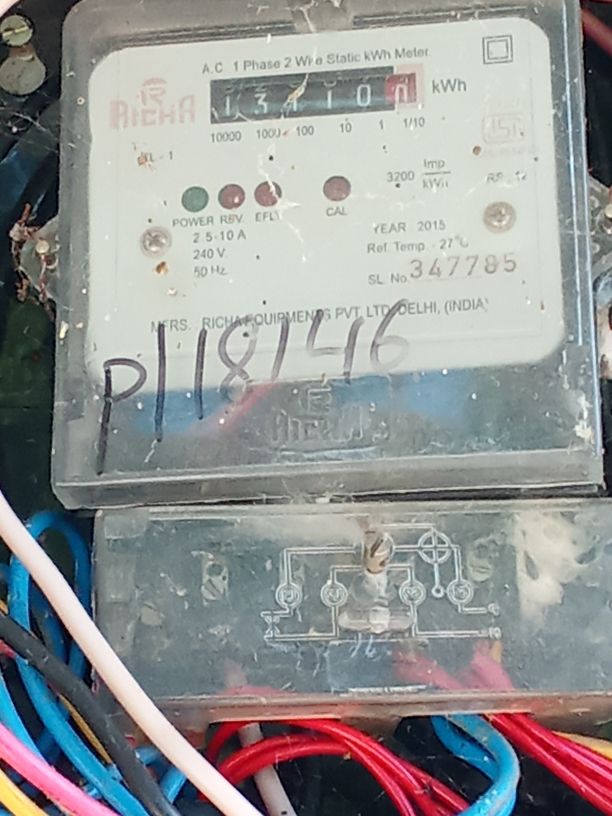 A.C. 1 Phase 2 Wire Static kWh Meter.
RICHA
kWh
10000 1000 100 10 1 1/10
3200 Imp/kWh
POWER REV. EFL CAL
2.5-10 A
240 V.
50 Hz.
YEAR 2015
Ref. Temp. - 27°C
SL. No. 347785
MFRS. RICHA EQUIPMENTS PVT. LTD. DELHI, (INDIA)
P118146
RICHA